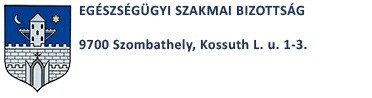 EGÉSZSÉGÜGYI SZAKMAI BIZOTTSÁG
9700 Szombathely, Kossuth L. u. 1-3.